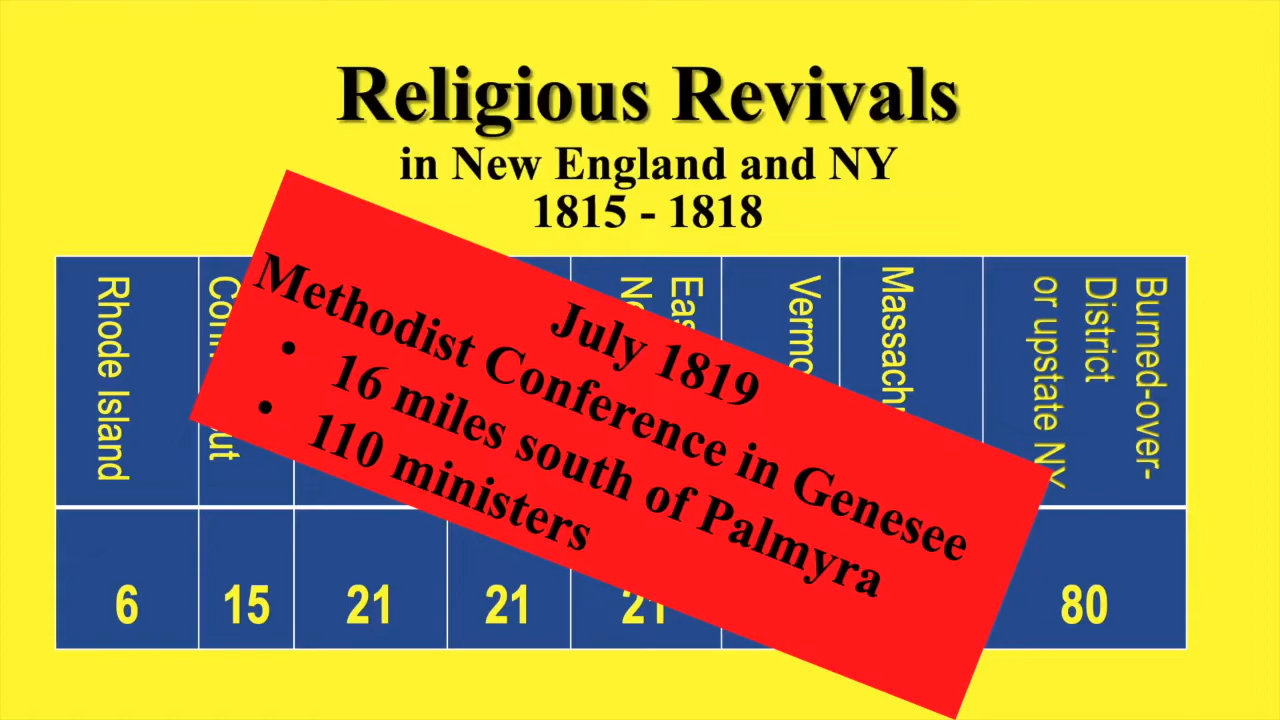 Religious Revivals
in New England and NY
1815 - 1818
Rhode Island
Burned-over-
District
or upstate NY
July 1819
Methodist Conference in Genesee
• 16 miles south of Palmyra
• 110 ministers
6 15 21 21 21 80